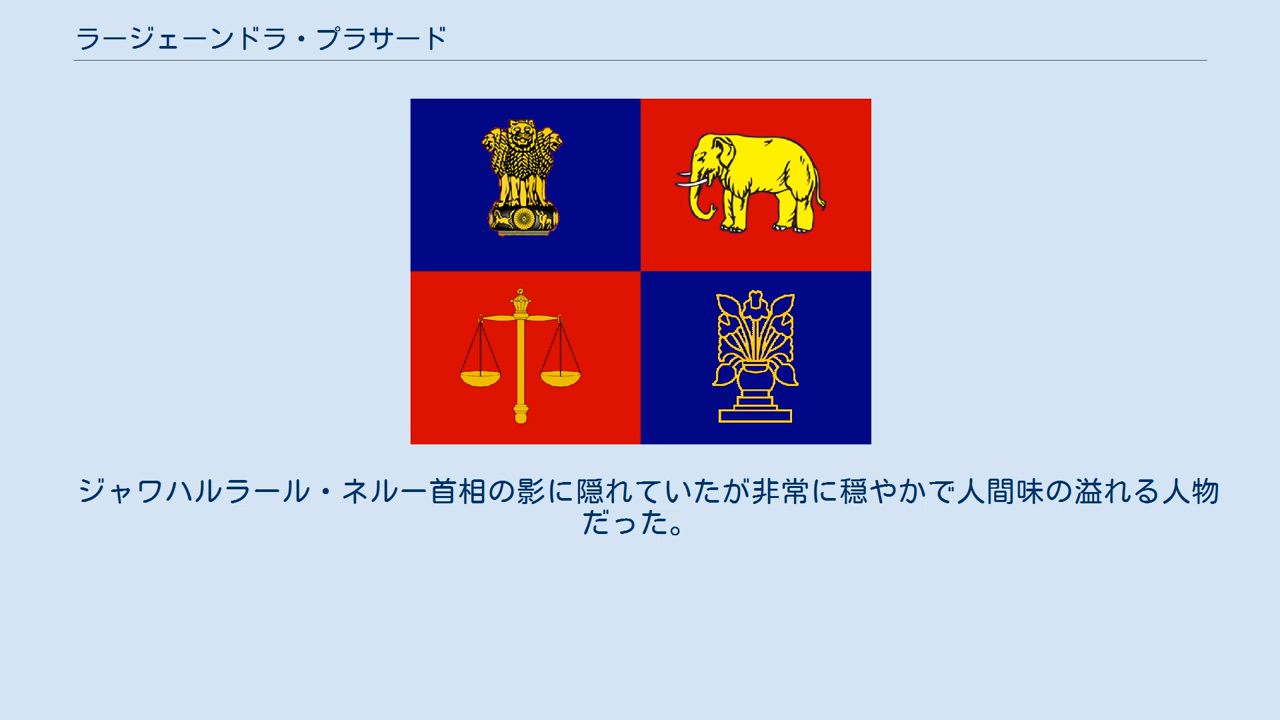 ラージェーンドラ・プラサード
ジャワハルラール・ネルー首相の影に隠れていたが非常に穏やかで人間味の溢れる人物
だった。